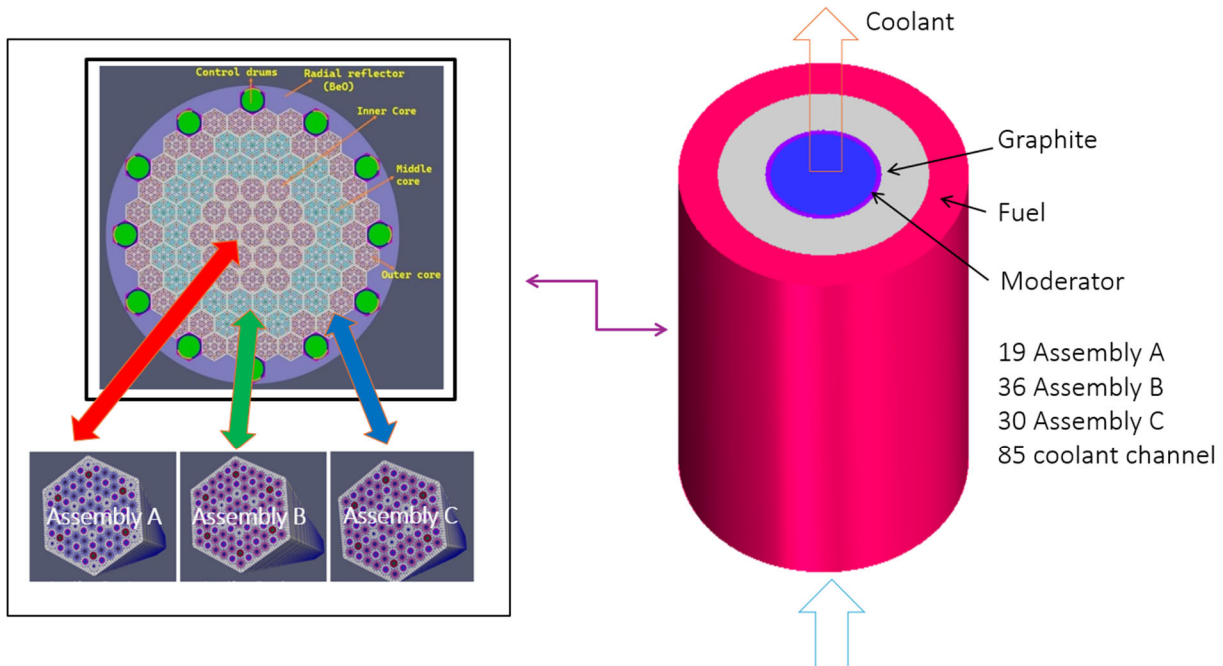 Control drums
Radial reflector
(BeO)
Inner Core
Middle
core
Outer core
Assembly A
Assembly B
Assembly C
Coolant
Graphite
Fuel
Moderator
19 Assembly A
36 Assembly B
30 Assembly C
85 coolant channel